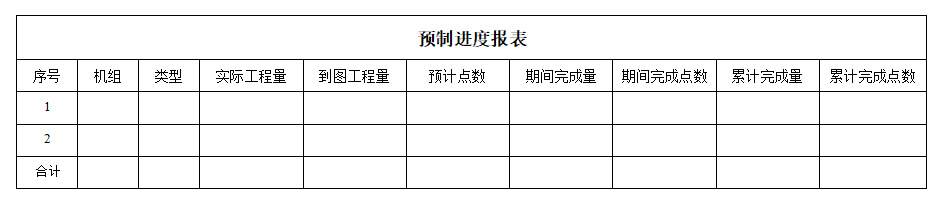 预制进度报表
序号 机组 类型 实际工程量 到图工程量 预计点数 期间完成量 期间完成点数 累计完成量 累计完成点数
1
2
合计